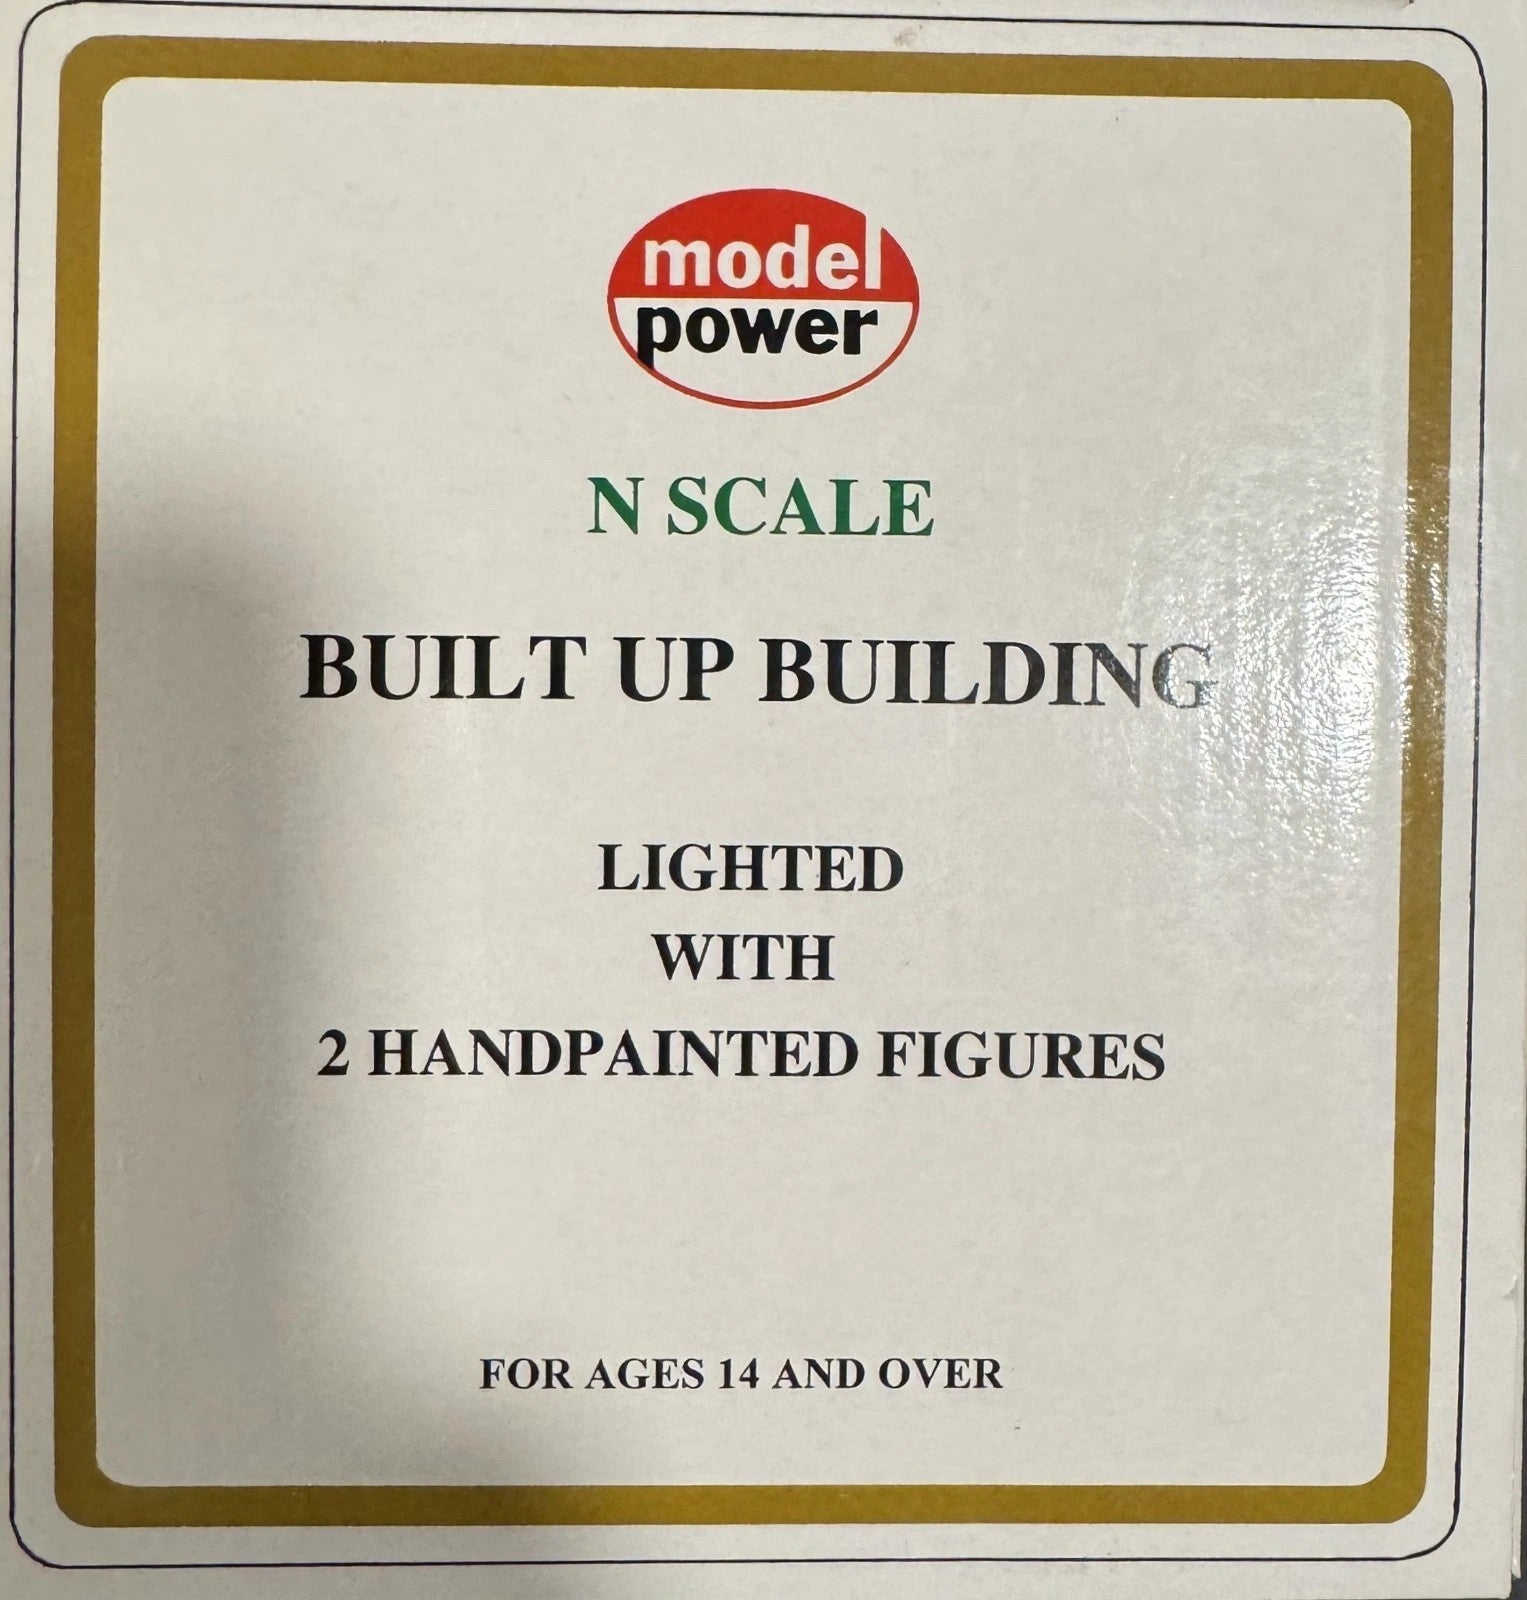 model
power
N SCALE
BUILT UP BUILDING
LIGHTED
WITH
2 HANDPAINTED FIGURES
FOR AGES 14 AND OVER